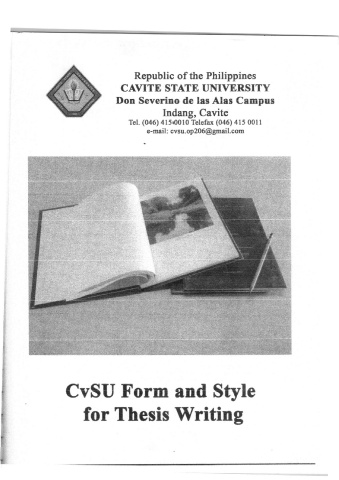 Republic of the Philippines
CAVITE STATE UNIVERSITY
Don Severino de las Alas Campus
Indang, Cavite
Tel. (046) 415-0010 Telefax (046) 415 0011
e-mail: cvsu.op206@gmail.com
CvSU Form and Style
for Thesis Writing